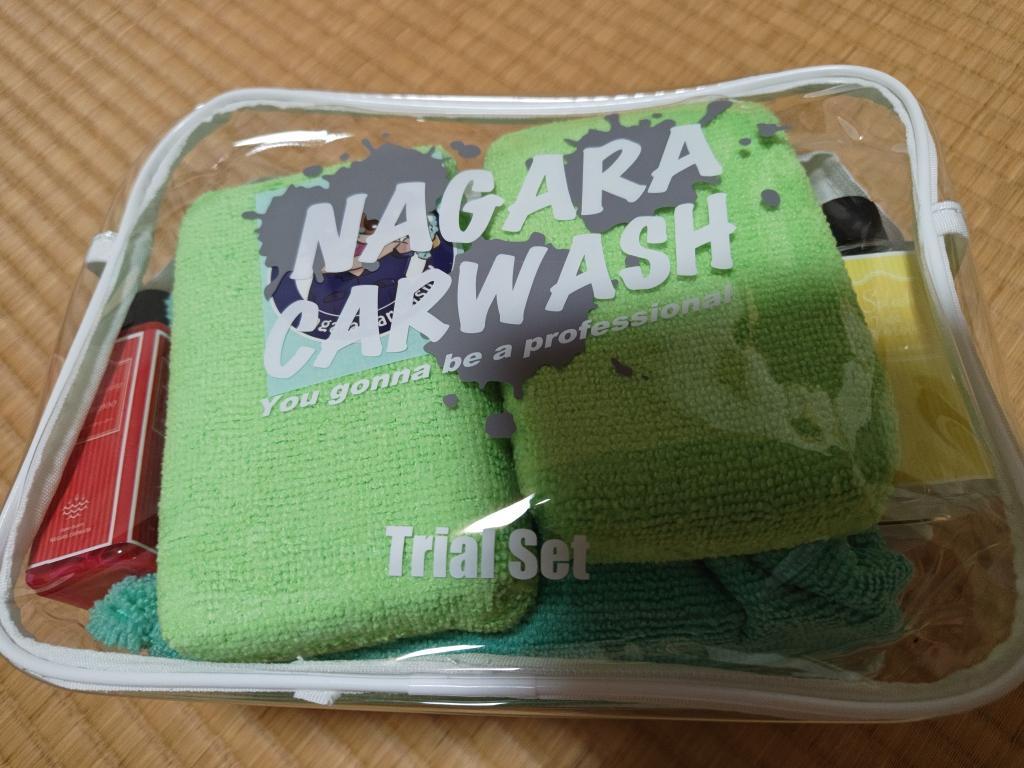 NAGARA
CARWASH
You gonna be a professional
Trial Set